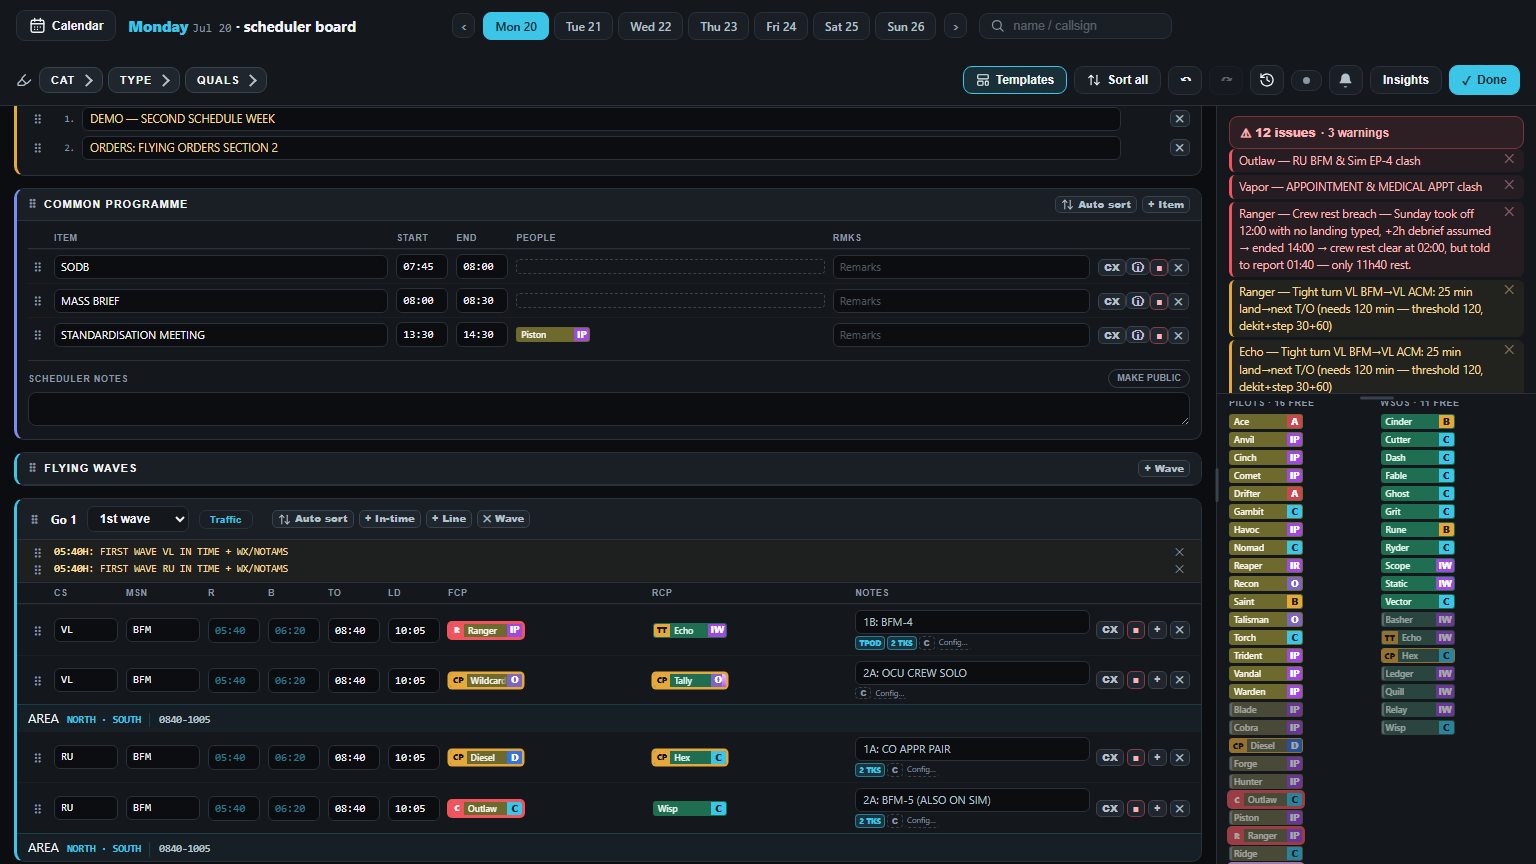 Calendar
Monday Jul 20 · scheduler board
Mon 20
Tue 21
Wed 22
Thu 23
Fri 24
Sat 25
Sun 26
name / callsign
CAT
TYPE
QUALS
Templates
Sort all
Insights
✓ Done
1. DEMO — SECOND SCHEDULE WEEK
2. ORDERS: FLYING ORDERS SECTION 2
COMMON PROGRAMME
Auto sort
+ Item
ITEM START END PEOPLE RMKS
SODB 07:45 08:00 Remarks CX
MASS BRIEF 08:00 08:30 Remarks CX
STANDARDISATION MEETING 13:30 14:30 Piston IP Remarks CX
SCHEDULER NOTES
MAKE PUBLIC
FLYING WAVES
+ Wave
Go 1 1st wave Traffic Auto sort + In-time + Line X Wave
05:40H: FIRST WAVE VL IN TIME + WX/NOTAMS
05:40H: FIRST WAVE RU IN TIME + WX/NOTAMS
CS MSN R B TO LD FCP RCP NOTES
VL BFM 05:40 06:20 08:40 10:05 R Ranger IP TT Echo IW 1B: BFM-4 CX
TPOD 2 TKS C Config...
VL BFM 05:40 06:20 08:40 10:05 CP Wildcard O CP Tally O 2A: OCU CREW SOLO CX
C Config...
AREA NORTH · SOUTH 0840-1005
RU BFM 05:40 06:20 08:40 10:05 CP Diesel D CP Hex C 1A: CO APPR PAIR CX
2 TKS C Config...
RU BFM 05:40 06:20 08:40 10:05 C Outlaw C Wisp C 2A: BFM-5 (ALSO ON SIM) CX
2 TKS C Config...
AREA NORTH · SOUTH 0840-1005
⚠ 12 issues · 3 warnings
Outlaw — RU BFM & Sim EP-4 clash
Vapor — APPOINTMENT & MEDICAL APPT clash
Ranger — Crew rest breach — Sunday took off
12:00 with no landing typed, +2h debrief assumed
→ ended 14:00 → crew rest clear at 02:00, but told
to report 01:40 — only 11h40 rest.
Ranger — Tight turn VL BFM→VL ACM: 25 min
land→next T/O (needs 120 min — threshold 120,
dekit+step 30+60)
Echo — Tight turn VL BFM→VL ACM: 25 min
land→next T/O (needs 120 min — threshold 120,
dekit+step 30+60)
PILOTS · 16 FREE
Ace A
Anvil IP
Cinch IP
Comet IP
Drifter A
Gambit C
Havoc IP
Nomad C
Reaper IR
Recon O
Saint B
Talisman O
Torch C
Trident IP
Vandal IP
Warden IP
Blade IP
Cobra IP
CP Diesel D
Forge IP
Hunter IP
C Outlaw C
Piston IP
R Ranger IP
Ridge C
WSOS · 11 FREE
Cinder B
Cutter C
Dash C
Fable C
Ghost C
Grit C
Rune B
Ryder C
Scope IW
Static IW
Vector C
Basher IW
TT Echo IW
CP Hex C
Ledger IW
Quill IW
Relay IW
Wisp C